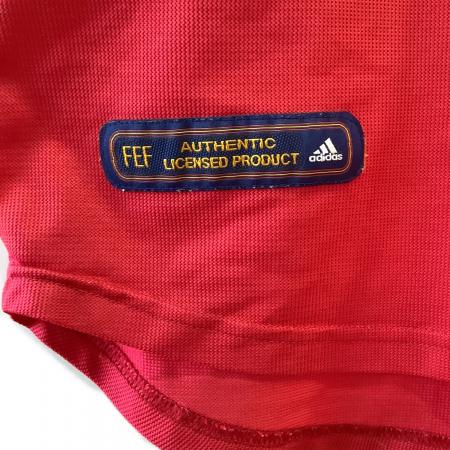 FEF
AUTHENTIC
LICENSED PRODUCT
adidas